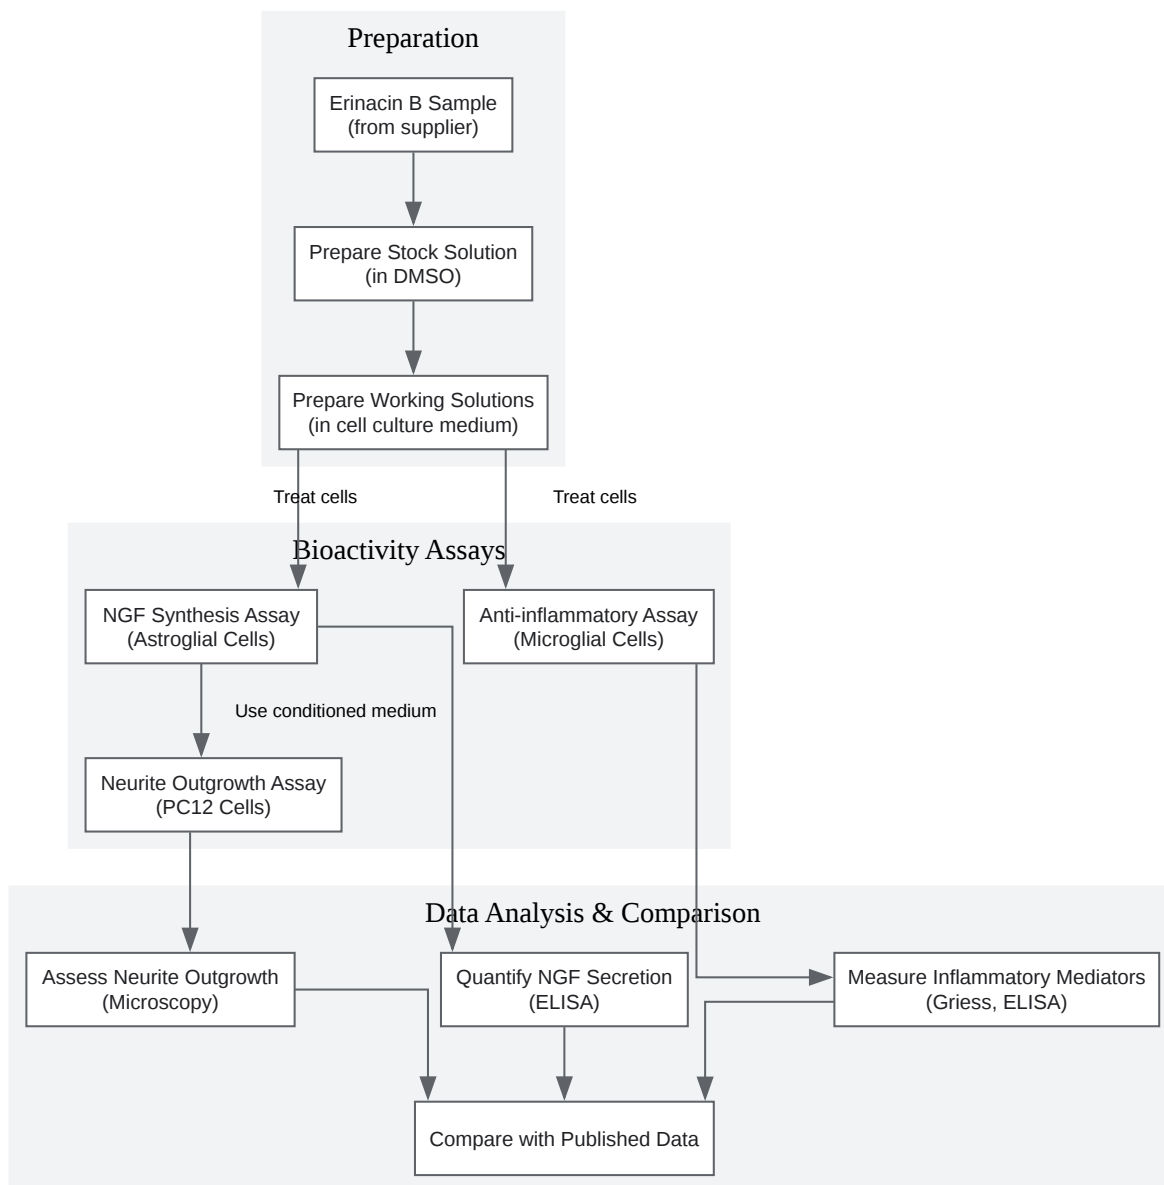 Preparation
Erinacin B Sample
(from supplier)
Prepare Stock Solution
(in DMSO)
Prepare Working Solutions
(in cell culture medium)
Treat cells
Treat cells
Bioactivity Assays
NGF Synthesis Assay
(Astroglial Cells)
Anti-inflammatory Assay
(Microglial Cells)
Use conditioned medium
Neurite Outgrowth Assay
(PC12 Cells)
Data Analysis & Comparison
Assess Neurite Outgrowth
(Microscopy)
Quantify NGF Secretion
(ELISA)
Measure Inflammatory Mediators
(Griess, ELISA)
Compare with Published Data